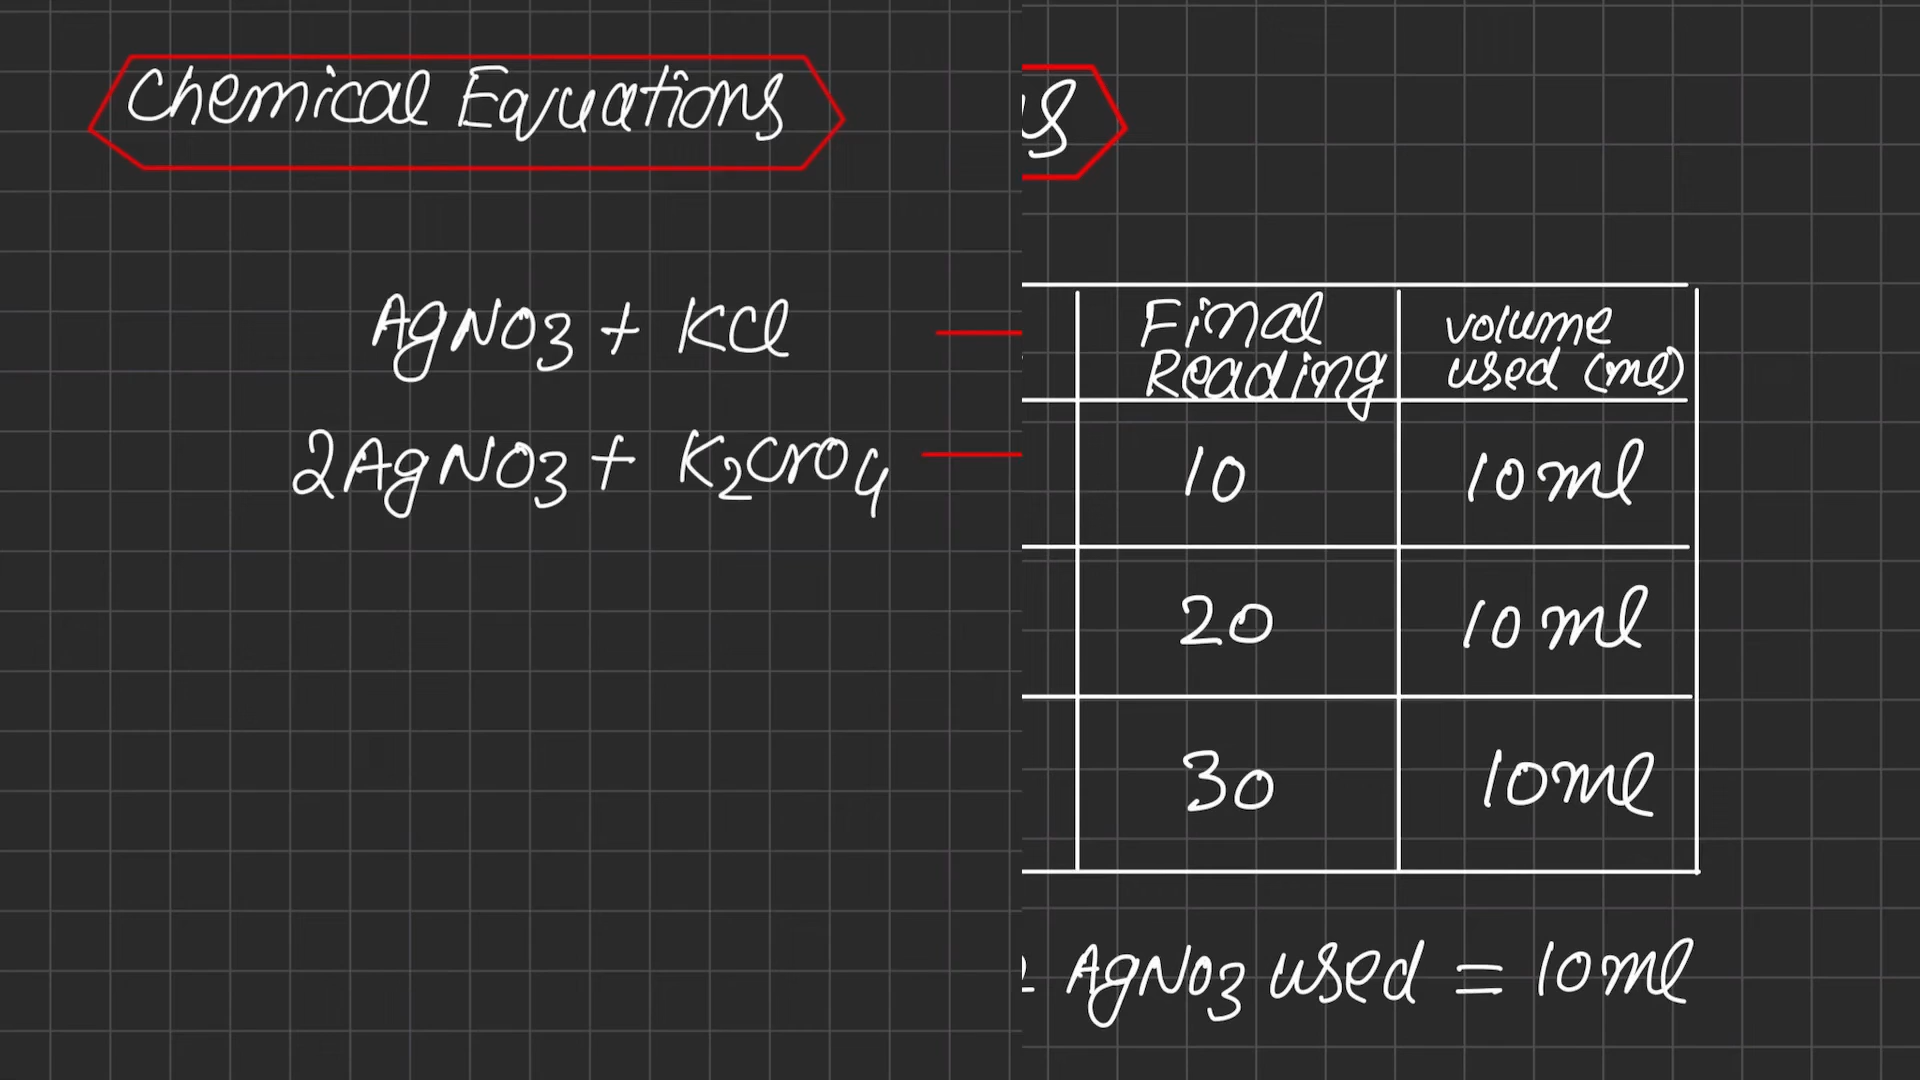 Chemical Equations
AgNO3 + KCl
2AgNO3 + K2CrO4
Final Reading
volume used (ml)
10
10ml
20
10ml
30
10ml
AgNO3 used = 10ml